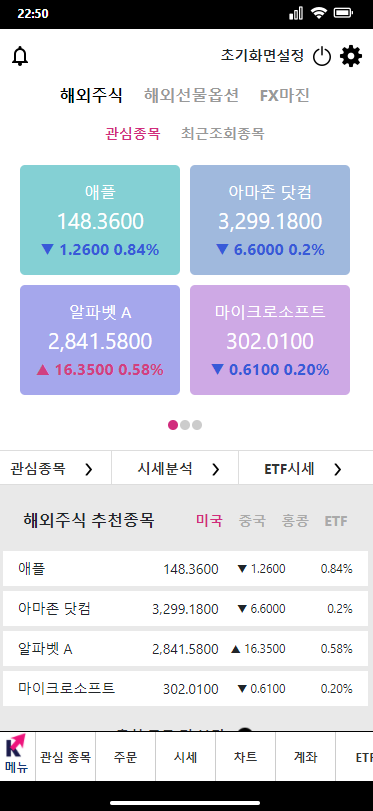 22:50
초기화면설정
해외주식 해외선물옵션 FX마진
관심종목 최근조회종목
애플 아마존 닷컴
148.3600 3,299.1800
▼ 1.2600 0.84% ▼ 6.6000 0.2%
알파벳 A 마이크로소프트
2,841.5800 302.0100
▲ 16.3500 0.58% ▼ 0.6100 0.20%
관심종목 시세분석 ETF시세
해외주식 추천종목 미국 중국 홍콩 ETF
애플 148.3600 ▼ 1.2600 0.84%
아마존 닷컴 3,299.1800 ▼ 6.6000 0.2%
알파벳 A 2,841.5800 ▲ 16.3500 0.58%
마이크로소프트 302.0100 ▼ 0.6100 0.20%
메뉴 관심 종목 주문 시세 차트 계좌